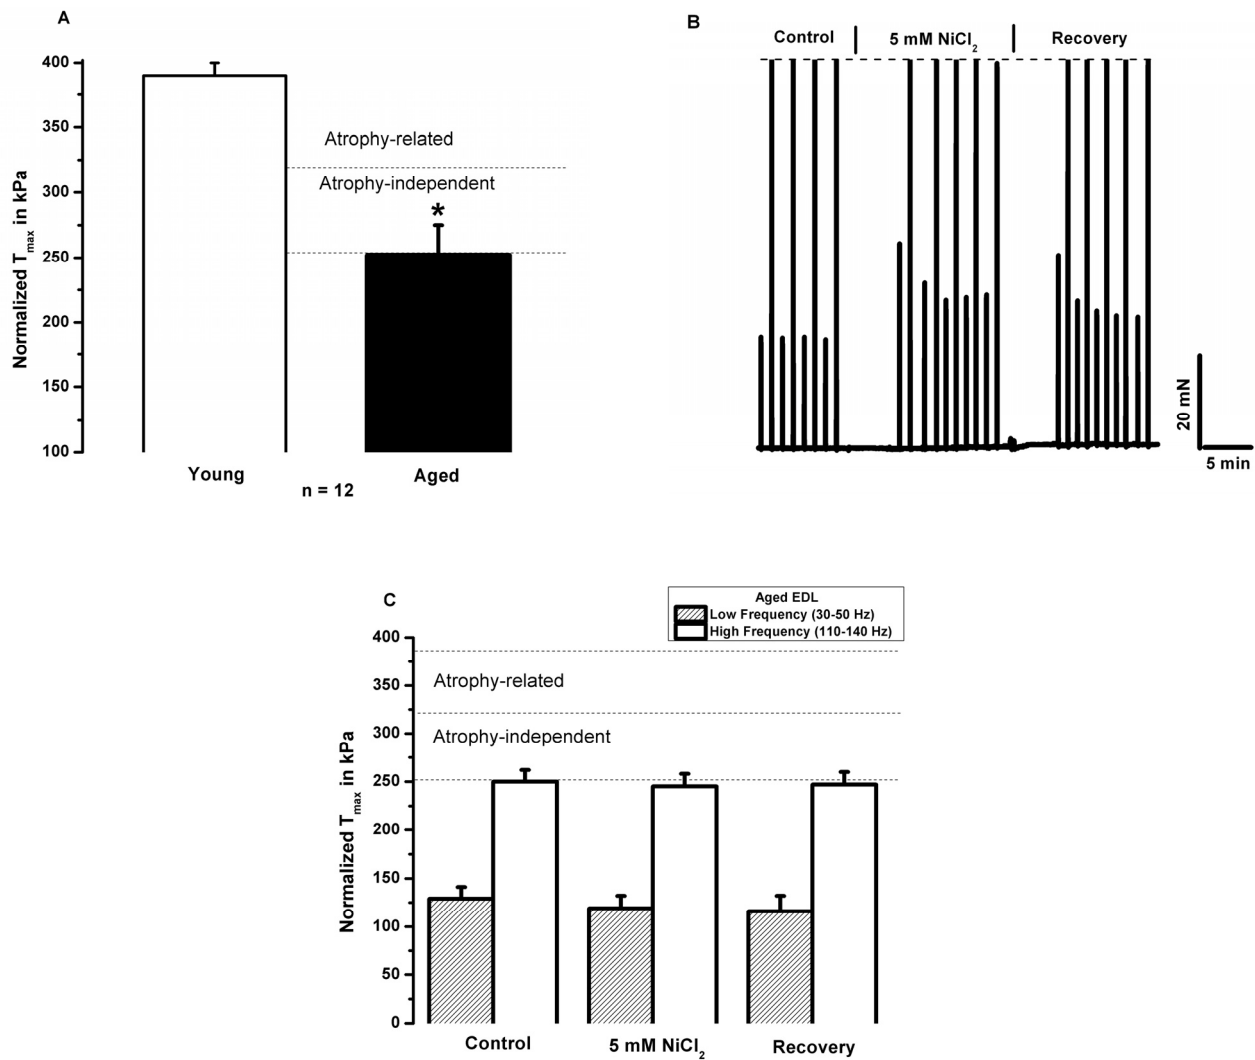 A
400
350
300
250
200
150
100
Normalized Tmax in kPa
Atrophy-related
Atrophy-independent
*
Young
Aged
n = 12
B
Control
5 mM NiCl2
Recovery
20 mN
5 min
C
Aged EDL
Low Frequency (30-50 Hz)
High Frequency (110-140 Hz)
400
350
300
250
200
150
100
50
0
Normalized Tmax in kPa
Atrophy-related
Atrophy-independent
Control
5 mM NiCl2
Recovery